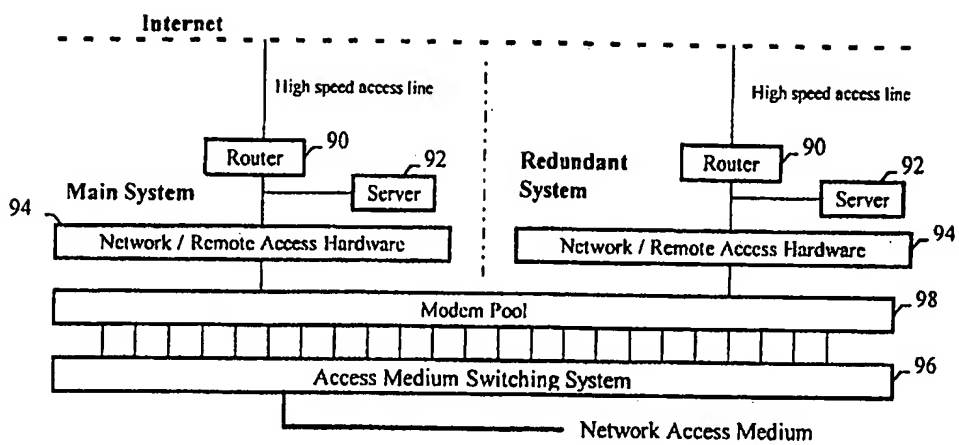 Internet
High speed access line
High speed access line
90
Router
90
Router
92
Server
Redundant
System
92
Server
Main System
94
Network / Remote Access Hardware
Network / Remote Access Hardware
94
Modem Pool
98
Access Medium Switching System
96
Network Access Medium